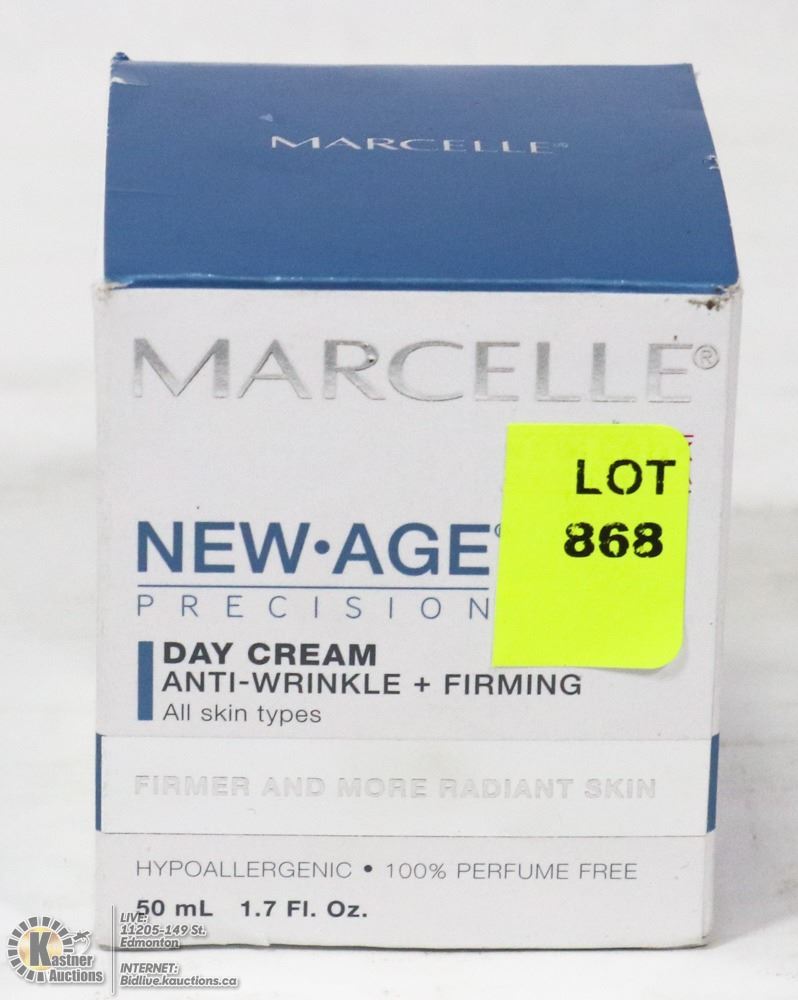 MARCELLE®
MARCELLE®
LOT
868
NEW•AGE
PRECISION
DAY CREAM
ANTI-WRINKLE + FIRMING
All skin types
FIRMER AND MORE RADIANT SKIN
HYPOALLERGENIC • 100% PERFUME FREE
50 mL 1.7 Fl. Oz.
Kastner
Auctions
LIVE:
11205-149 St.
Edmonton
INTERNET:
Bidlive.kauctions.ca